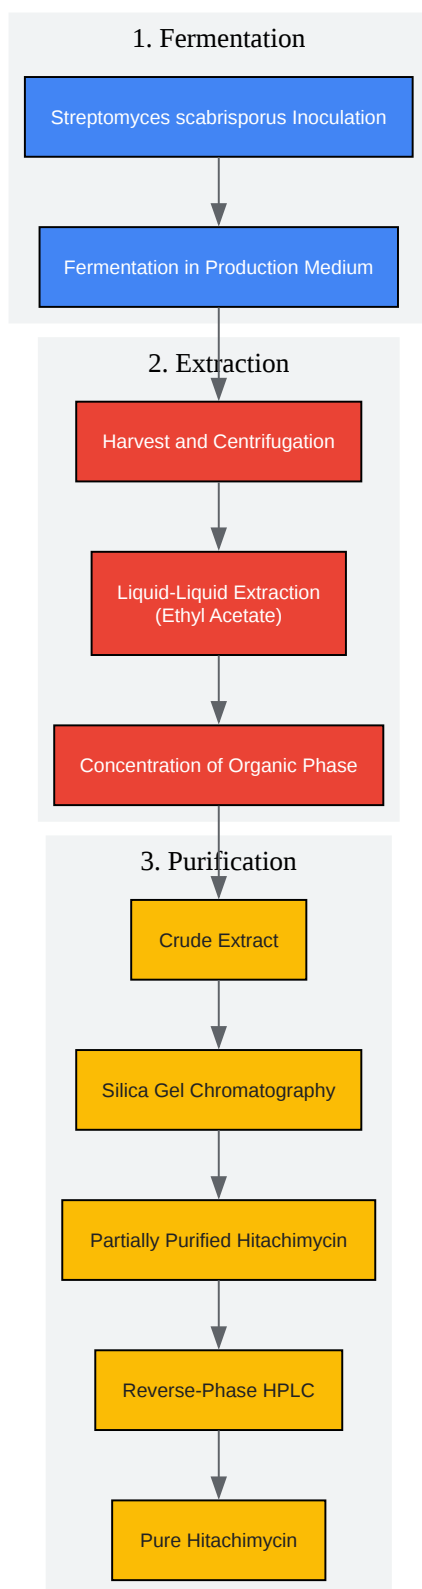 1. Fermentation
Streptomyces scabrisporus Inoculation
Fermentation in Production Medium
2. Extraction
Harvest and Centrifugation
Liquid-Liquid Extraction
(Ethyl Acetate)
Concentration of Organic Phase
3. Purification
Crude Extract
Silica Gel Chromatography
Partially Purified Hitachimycin
Reverse-Phase HPLC
Pure Hitachimycin